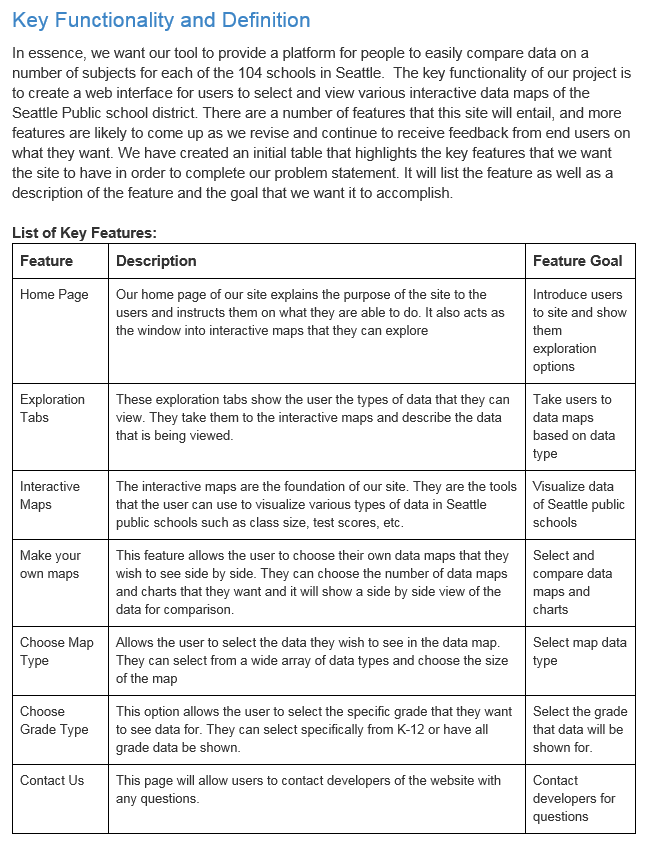 Key Functionality and Definition
In essence, we want our tool to provide a platform for people to easily compare data on a
number of subjects for each of the 104 schools in Seattle.  The key functionality of our project is
to create a web interface for users to select and view various interactive data maps of the
Seattle Public school district. There are a number of features that this site will entail, and more
features are likely to come up as we revise and continue to receive feedback from end users on
what they want. We have created an initial table that highlights the key features that we want
the site to have in order to complete our problem statement. It will list the feature as well as a
description of the feature and the goal that we want it to accomplish.
List of Key Features:
Feature
Description
Feature Goal
Home Page
Our home page of our site explains the purpose of the site to the
users and instructs them on what they are able to do. It also acts as
the window into interactive maps that they can explore
Introduce users
to site and show
them
exploration
options
Exploration
Tabs
These exploration tabs show the user the types of data that they can
view. They take them to the interactive maps and describe the data
that is being viewed.
Take users to
data maps
based on data
type
Interactive
Maps
The interactive maps are the foundation of our site. They are the tools
that the user can use to visualize various types of data in Seattle
public schools such as class size, test scores, etc.
Visualize data
of Seattle public
schools
Make your
own maps
This feature allows the user to choose their own data maps that they
wish to see side by side. They can choose the number of data maps
and charts that they want and it will show a side by side view of the
data for comparison.
Select and
compare data
maps and
charts
Choose Map
Type
Allows the user to select the data they wish to see in the data map.
They can select from a wide array of data types and choose the size
of the map
Select map data
type
Choose
Grade Type
This option allows the user to select the specific grade that they want
to see data for. They can select specifically from K-12 or have all
grade data be shown.
Select the grade
that data will be
shown for.
Contact Us
This page will allow users to contact developers of the website with
any questions.
Contact
developers for
questions